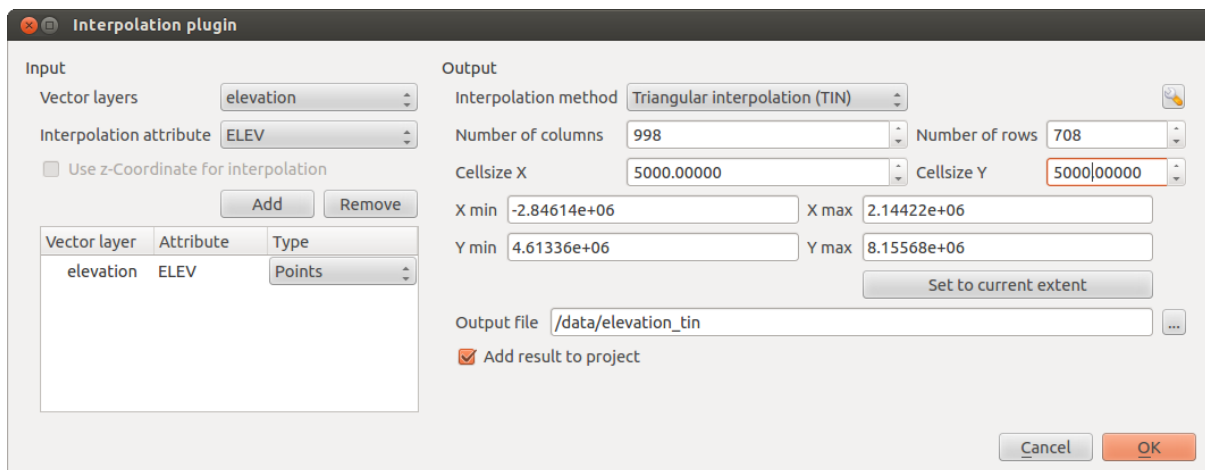 Interpolation plugin
Input
Vector layers elevation
Interpolation attribute ELEV
Use z-Coordinate for interpolation
Add Remove
Vector layer Attribute Type
elevation ELEV Points
Output
Interpolation method Triangular interpolation (TIN)
Number of columns 998 Number of rows 708
Cellsize X 5000.00000 Cellsize Y 5000.00000
X min -2.84614e+06 X max 2.14422e+06
Y min 4.61336e+06 Y max 8.15568e+06
Set to current extent
Output file /data/elevation_tin ...
Add result to project
Cancel OK